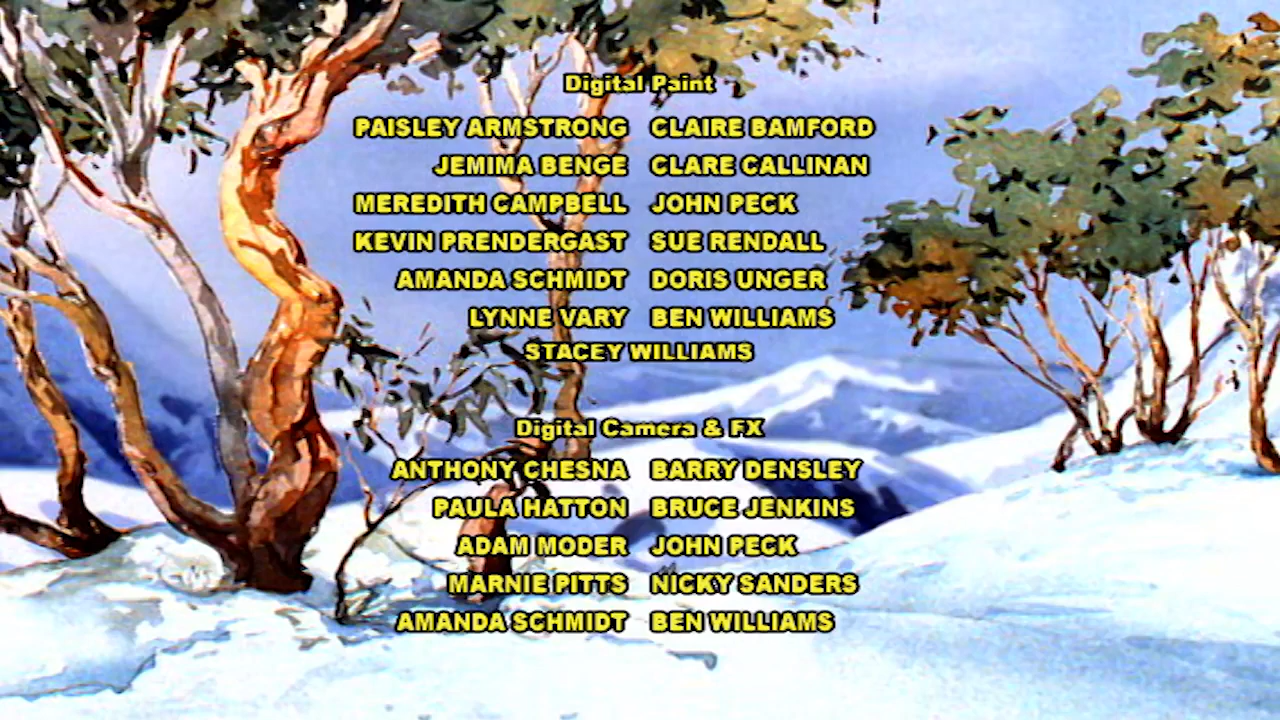 Digital Paint
PAISLEY ARMSTRONG CLAIRE BAMFORD
JEMIMA BENGE CLARE CALLINAN
MEREDITH CAMPBELL JOHN PECK
KEVIN PRENDERGAST SUE RENDALL
AMANDA SCHMIDT DORIS UNGER
LYNNE VARY BEN WILLIAMS
STACEY WILLIAMS
Digital Camera & FX
ANTHONY CHESNA BARRY DENSLEY
PAULA HATTON BRUCE JENKINS
ADAM MODER JOHN PECK
MARNIE PITTS NICKY SANDERS
AMANDA SCHMIDT BEN WILLIAMS